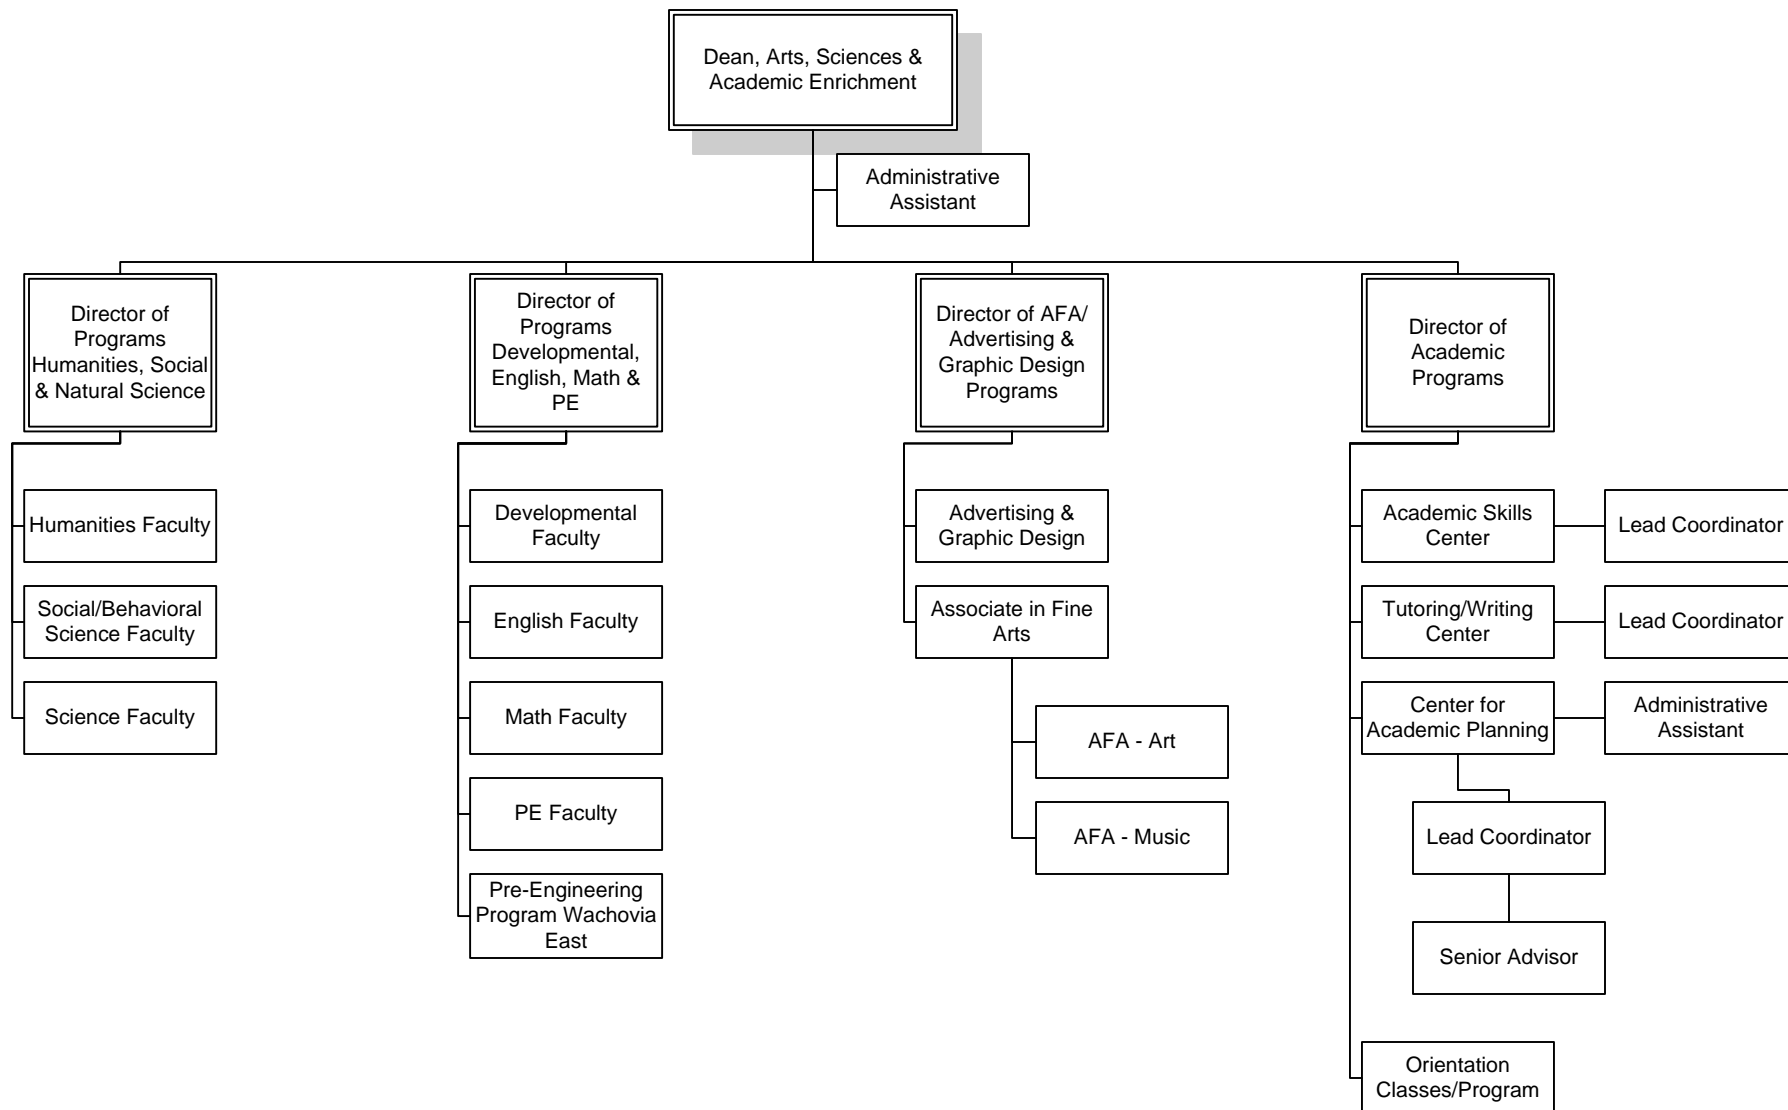 Dean, Arts, Sciences &
Academic Enrichment
Administrative
Assistant
Director of
Programs
Humanities, Social
& Natural Science
Director of
Programs
Developmental,
English, Math &
PE
Director of AFA/
Advertising &
Graphic Design
Programs
Director of
Academic
Programs
Humanities Faculty
Social/Behavioral
Science Faculty
Science Faculty
Developmental
Faculty
English Faculty
Math Faculty
PE Faculty
Pre-Engineering
Program Wachovia
East
Advertising &
Graphic Design
Associate in Fine
Arts
AFA - Art
AFA - Music
Academic Skills
Center
Lead Coordinator
Tutoring/Writing
Center
Lead Coordinator
Center for
Academic Planning
Administrative
Assistant
Lead Coordinator
Senior Advisor
Orientation
Classes/Program